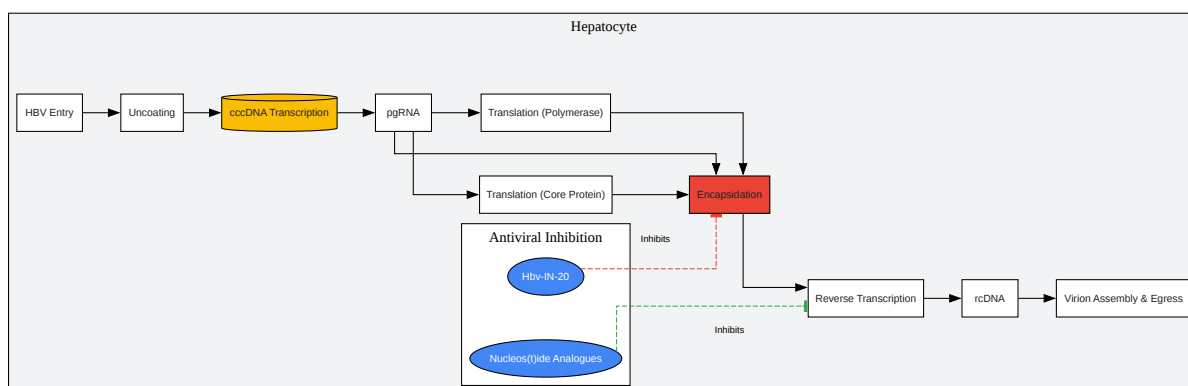 Hepatocyte
HBV Entry
Uncoating
cccDNA Transcription
pgRNA
Translation (Polymerase)
Translation (Core Protein)
Encapsidation
Antiviral Inhibition
Inhibits
Hbv-IN-20
Reverse Transcription
rcDNA
Virion Assembly & Egress
Inhibits
Nucleos(t)ide Analogues